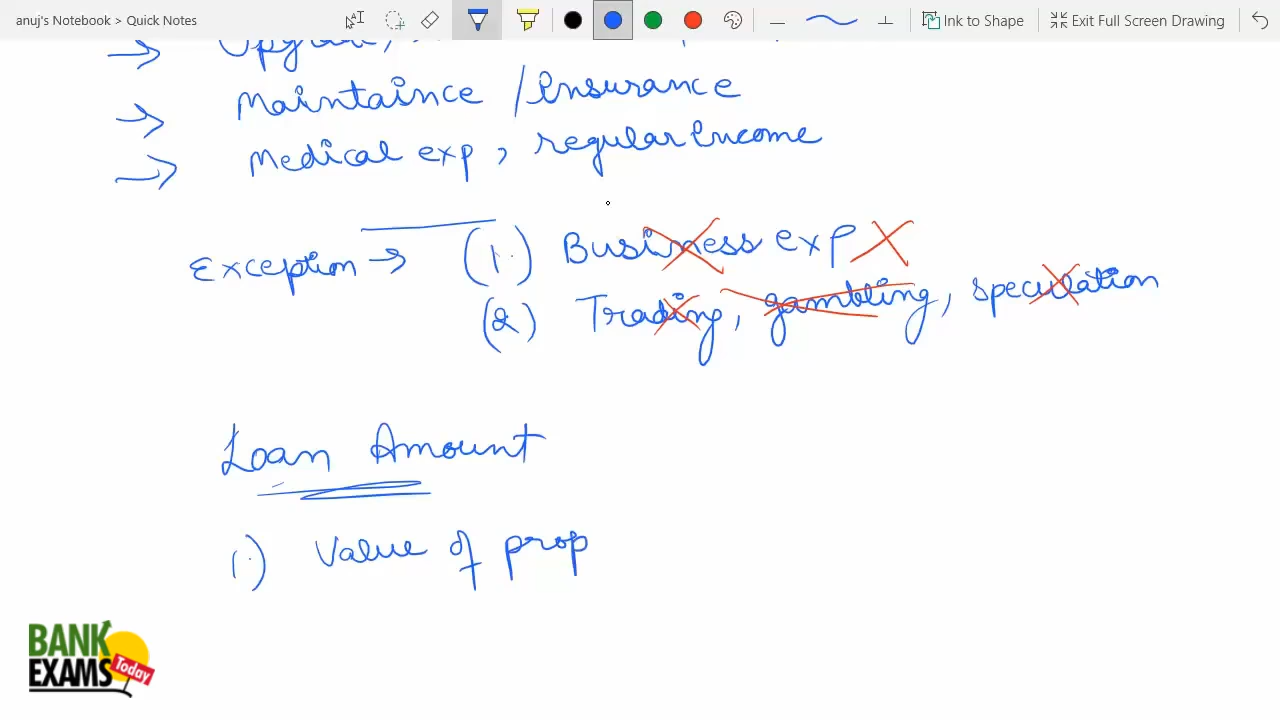 anuj's Notebook > Quick Notes
Ink to Shape
Exit Full Screen Drawing
→ Upgrade,
→ Maintaince / Insurance
→ Medical exp, regular Income
Exception → (1.) Business exp
(2) Trading, gambling, speculation
Loan Amount
1.) Value of prop
BANK
EXAMS
Today